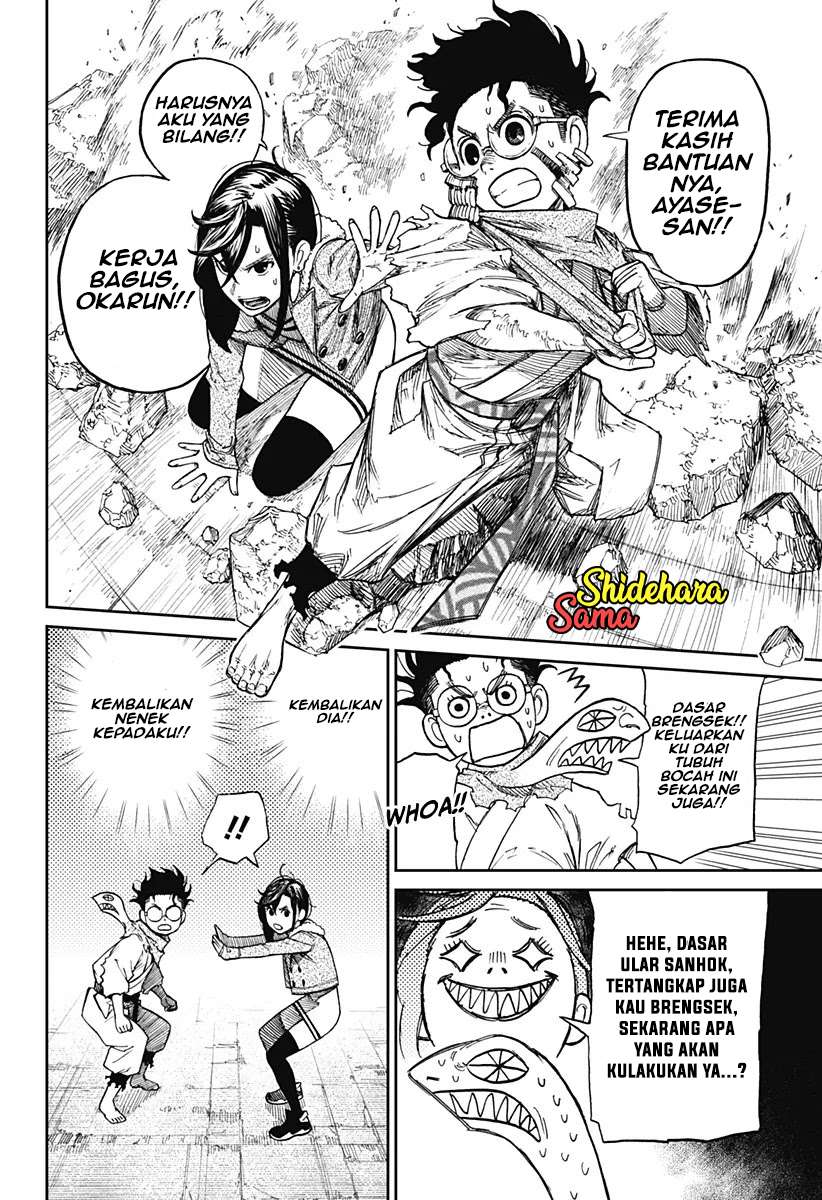 TERIMA
KASIH
BANTUAN
NYA,
AYASE-
SAN!!
HARUSNYA
AKU YANG
BILANG!!
KERJA
BAGUS,
OKARUN!!
Shidehara
Sama
DASAR
BRENGSEK!!
KELUARKAN
KU DARI
TUBUH
BOCAH INI
SEKARANG
JUGA!!
WHOA!!
KEMBALIKAN
DIA!!
KEMBALIKAN
NENEK
KEPADAKU!!
!!
HEHE, DASAR
ULAR SANHOK,
TERTANGKAP JUGA
KAU BRENGSEK,
SEKARANG APA
YANG AKAN
KULAKUKAN YA...?